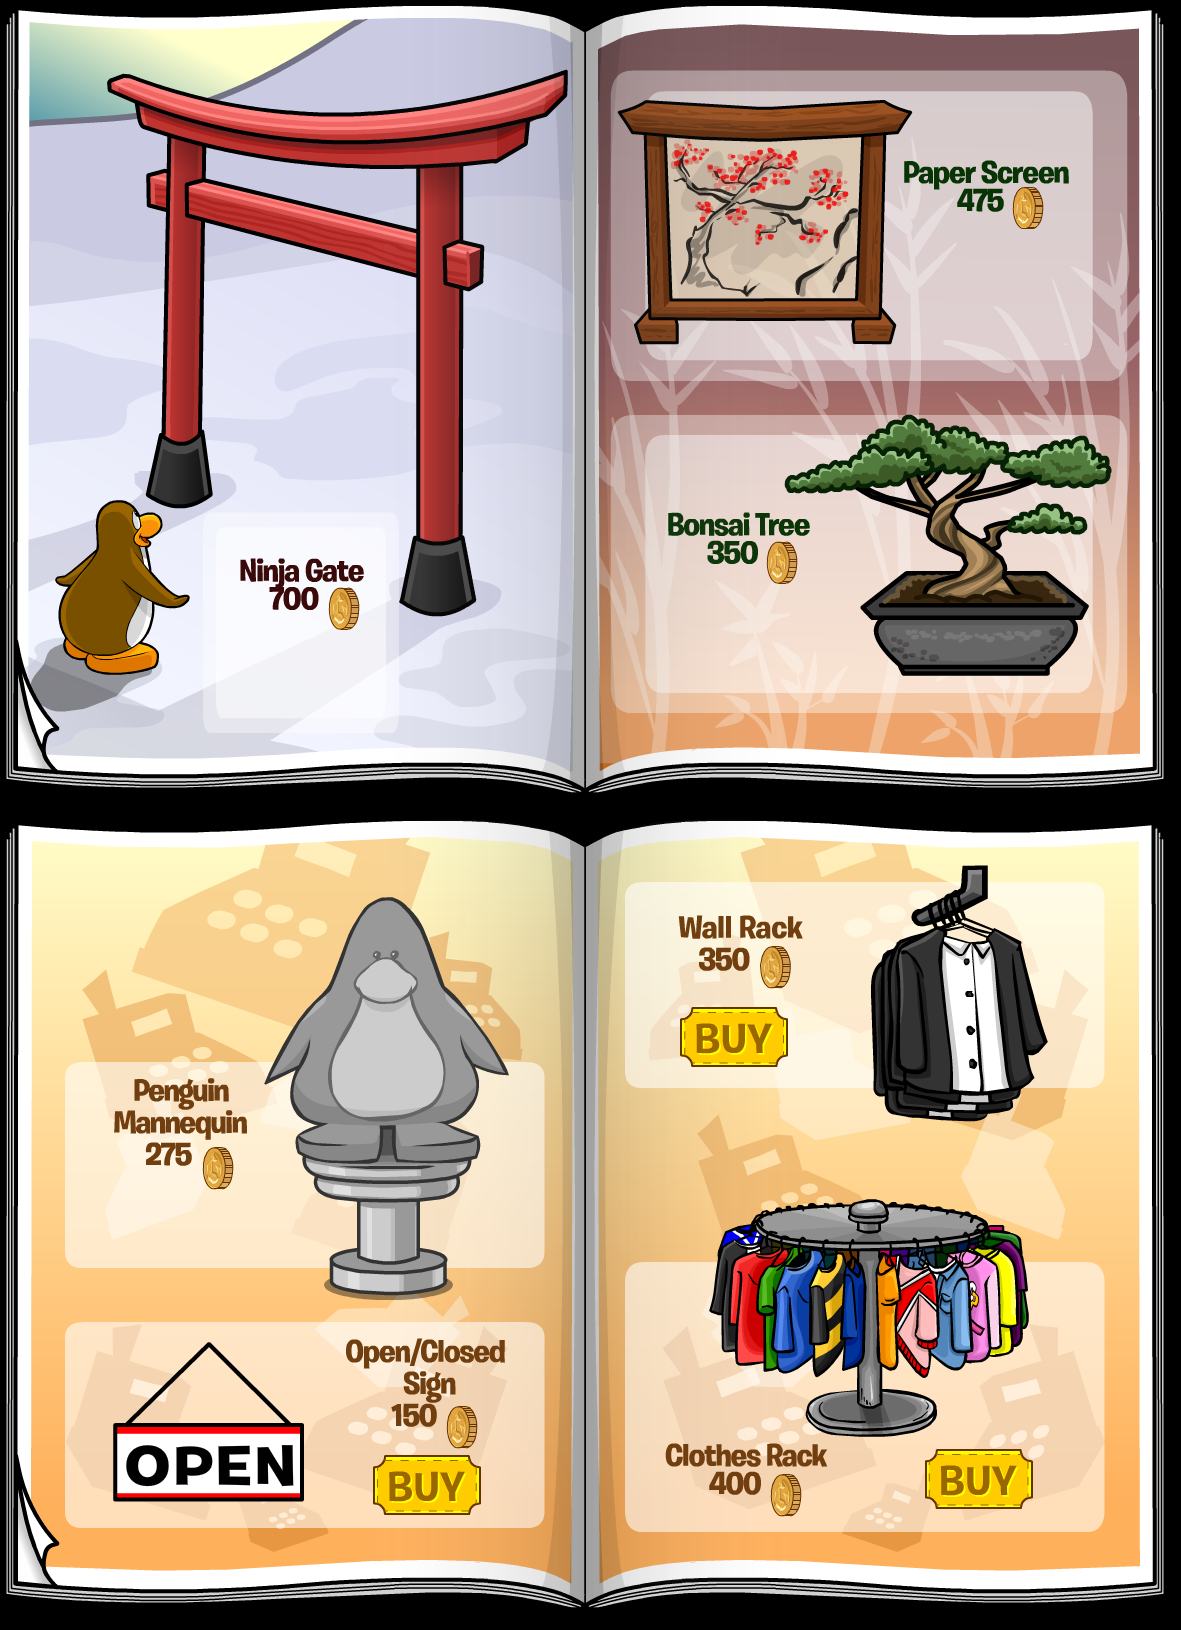 Ninja Gate
700
Paper Screen
475
Bonsai Tree
350
Penguin
Mannequin
275
Open/Closed
Sign
150
BUY
OPEN
Wall Rack
350
BUY
Clothes Rack
400
BUY